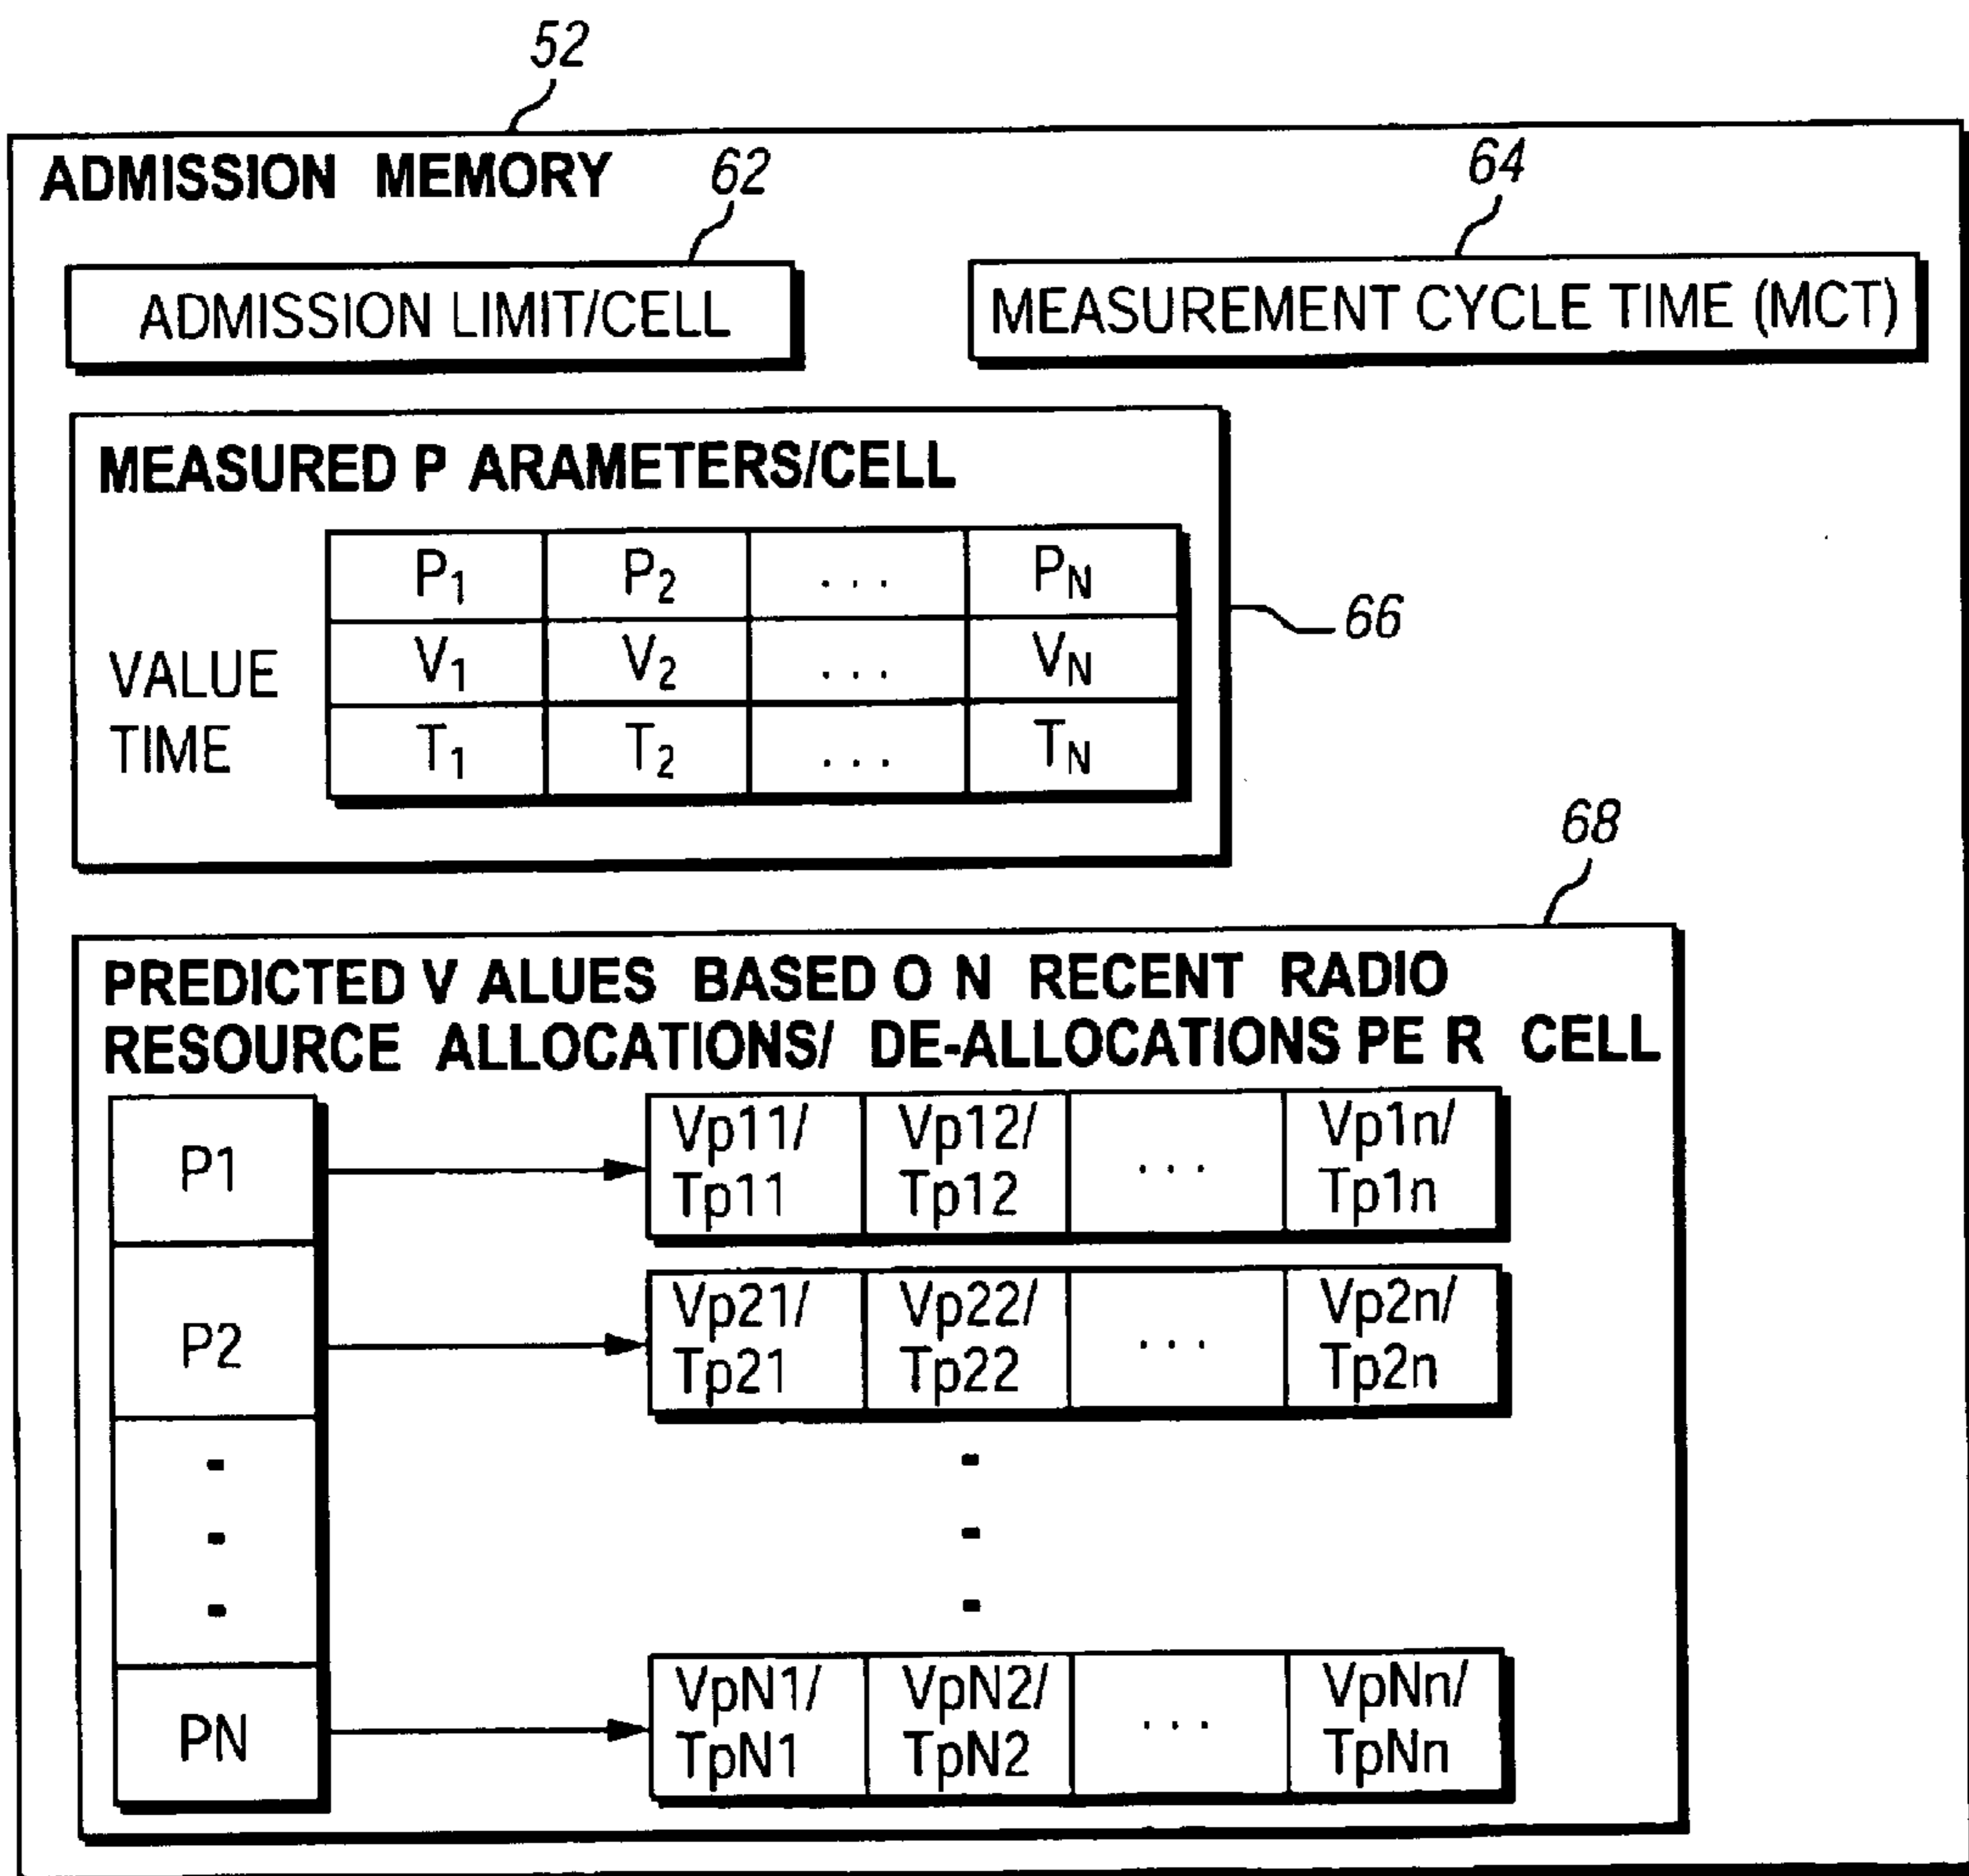 52
ADMISSION MEMORY
62
64
ADMISSION LIMIT/CELL
MEASUREMENT CYCLE TIME (MCT)
MEASURED P ARAMETERS/CELL
P1 P2 ... PN
VALUE V1 V2 ... VN
TIME T1 T2 ... TN
66
68
PREDICTED V ALUES BASED O N RECENT RADIO
RESOURCE ALLOCATIONS/ DE-ALLOCATIONS PE R CELL
P1
Vp11/ Vp12/ ... Vp1n/
Tp11 Tp12 Tp1n
P2
Vp21/ Vp22/ ... Vp2n/
Tp21 Tp22 Tp2n
PN
VpN1/ VpN2/ ... VpNn/
TpN1 TpN2 TpNn